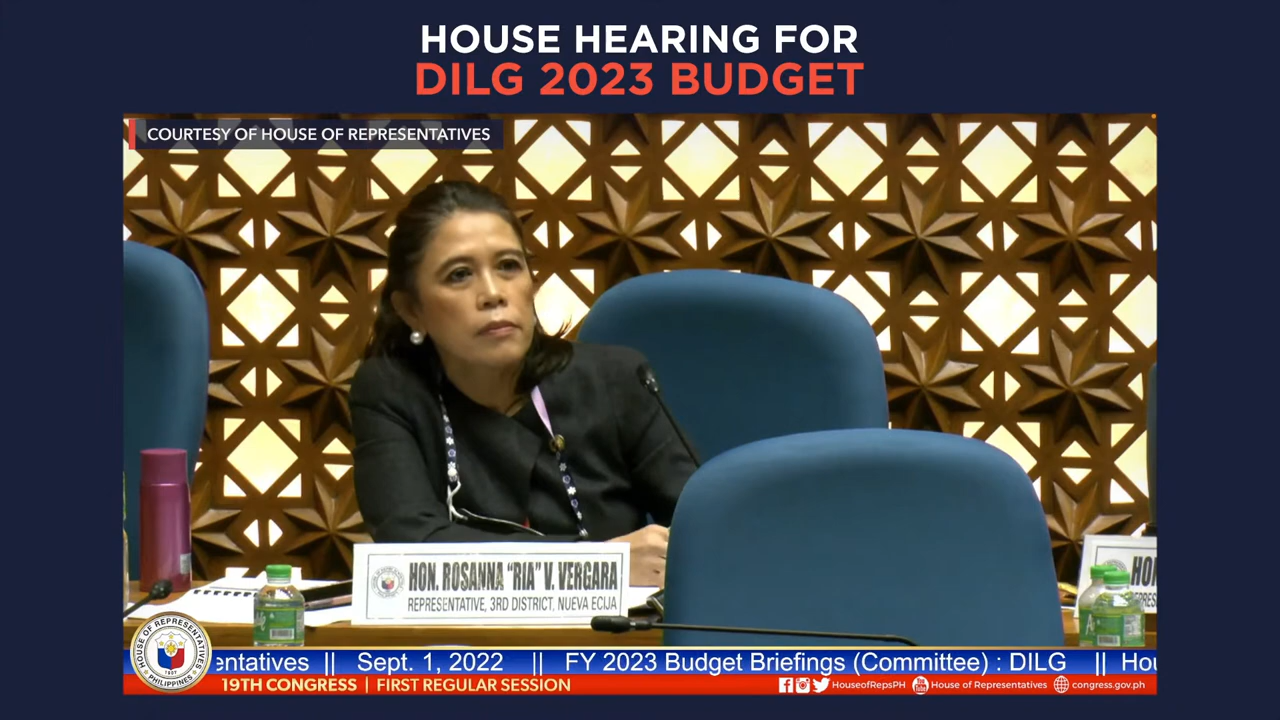 HOUSE HEARING FOR
DILG 2023 BUDGET
COURTESY OF HOUSE OF REPRESENTATIVES
HON. ROSANNA "RIA" V. VERGARA
REPRESENTATIVE, 3RD DISTRICT, NUEVA ECIJA
HOUSE OF REPRESENTATIVES
1907
PHILIPPINES
entatives || Sept. 1, 2022 || FY 2023 Budget Briefings (Committee) : DILG || Hou
19TH CONGRESS | FIRST REGULAR SESSION
HouseofRepsPH House of Representatives congress.gov.ph